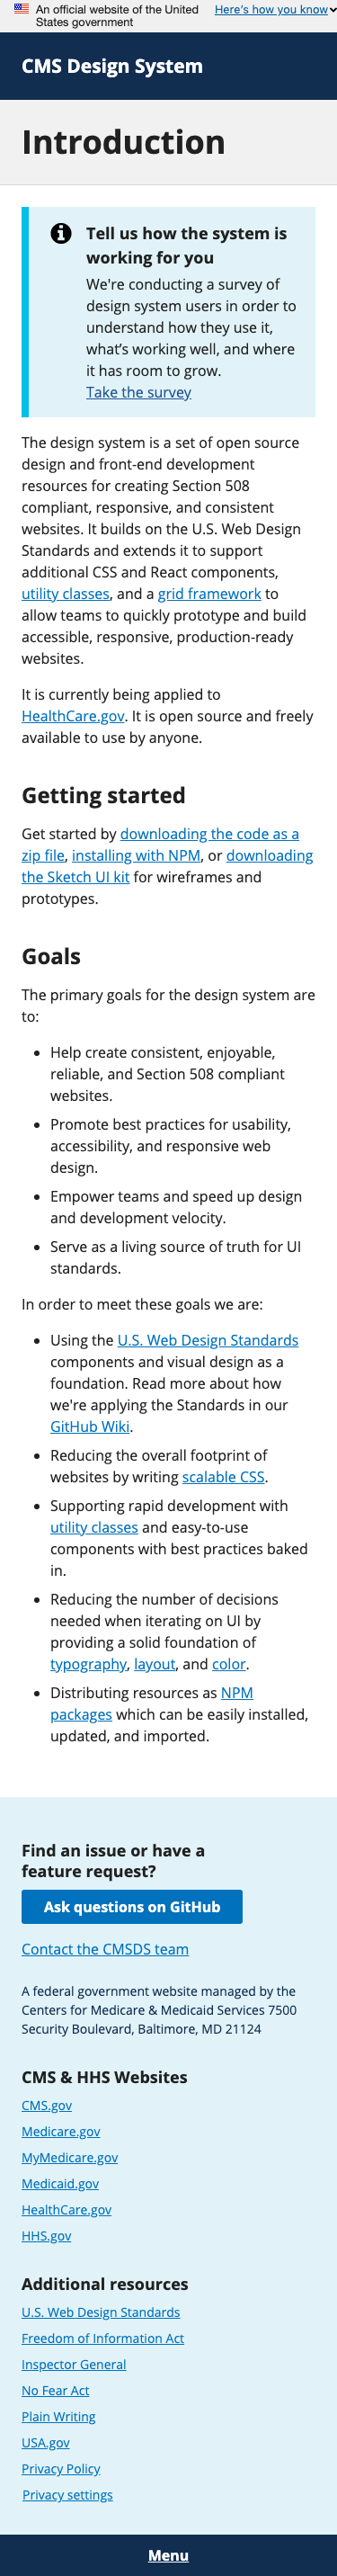 An official website of the United
States government
Here's how you know
CMS Design System
Introduction
Tell us how the system is
working for you
We're conducting a survey of
design system users in order to
understand how they use it,
what's working well, and where
it has room to grow.
Take the survey
The design system is a set of open source
design and front-end development
resources for creating Section 508
compliant, responsive, and consistent
websites. It builds on the U.S. Web Design
Standards and extends it to support
additional CSS and React components,
utility classes, and a grid framework to
allow teams to quickly prototype and build
accessible, responsive, production-ready
websites.
It is currently being applied to
HealthCare.gov. It is open source and freely
available to use by anyone.
Getting started
Get started by downloading the code as a
zip file, installing with NPM, or downloading
the Sketch UI kit for wireframes and
prototypes.
Goals
The primary goals for the design system are
to:
Help create consistent, enjoyable,
reliable, and Section 508 compliant
websites.
Promote best practices for usability,
accessibility, and responsive web
design.
Empower teams and speed up design
and development velocity.
Serve as a living source of truth for UI
standards.
In order to meet these goals we are:
Using the U.S. Web Design Standards
components and visual design as a
foundation. Read more about how
we're applying the Standards in our
GitHub Wiki.
Reducing the overall footprint of
websites by writing scalable CSS.
Supporting rapid development with
utility classes and easy-to-use
components with best practices baked
in.
Reducing the number of decisions
needed when iterating on UI by
providing a solid foundation of
typography, layout, and color.
Distributing resources as NPM
packages which can be easily installed,
updated, and imported.
Find an issue or have a
feature request?
Ask questions on GitHub
Contact the CMSDS team
A federal government website managed by the
Centers for Medicare & Medicaid Services 7500
Security Boulevard, Baltimore, MD 21124
CMS & HHS Websites
CMS.gov
Medicare.gov
MyMedicare.gov
Medicaid.gov
HealthCare.gov
HHS.gov
Additional resources
U.S. Web Design Standards
Freedom of Information Act
Inspector General
No Fear Act
Plain Writing
USA.gov
Privacy Policy
Privacy settings
Menu